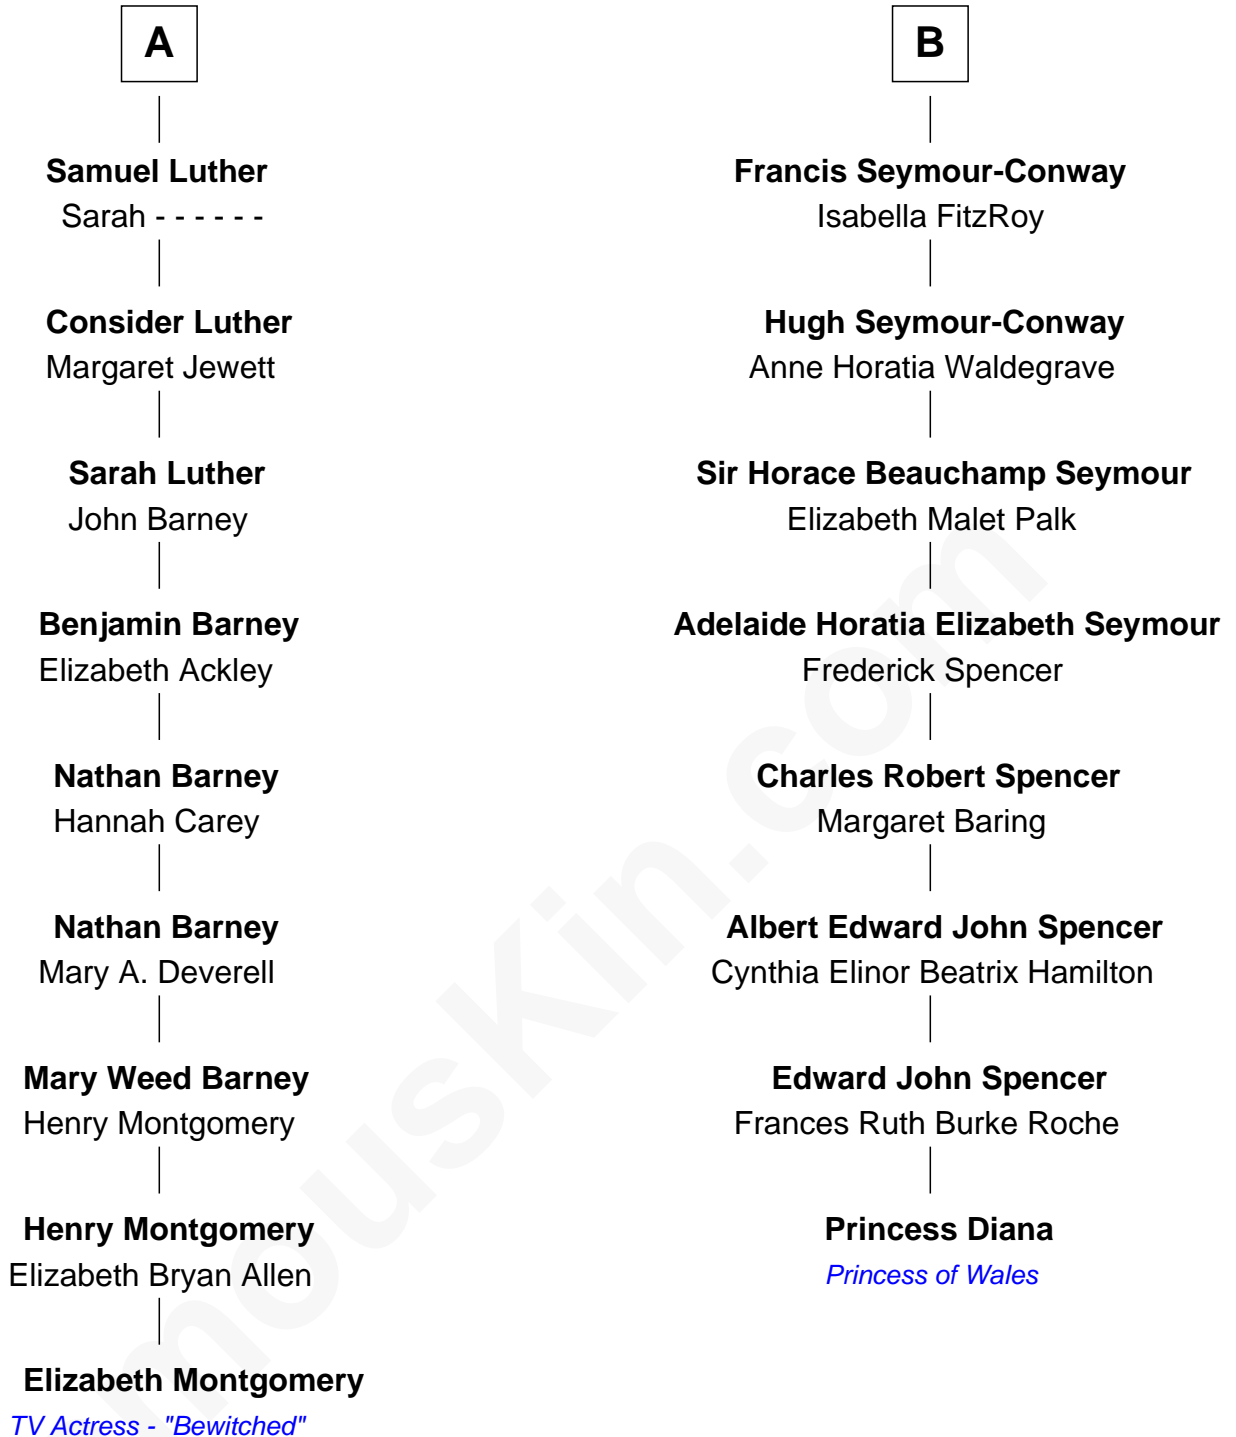 A
Samuel Luther
Sarah - - - - - -
Consider Luther
Margaret Jewett
Sarah Luther
John Barney
Benjamin Barney
Elizabeth Ackley
Nathan Barney
Hannah Carey
Nathan Barney
Mary A. Deverell
Mary Weed Barney
Henry Montgomery
Henry Montgomery
Elizabeth Bryan Allen
Elizabeth Montgomery
TV Actress - "Bewitched"
B
Francis Seymour-Conway
Isabella FitzRoy
Hugh Seymour-Conway
Anne Horatia Waldegrave
Sir Horace Beauchamp Seymour
Elizabeth Malet Palk
Adelaide Horatia Elizabeth Seymour
Frederick Spencer
Charles Robert Spencer
Margaret Baring
Albert Edward John Spencer
Cynthia Elinor Beatrix Hamilton
Edward John Spencer
Frances Ruth Burke Roche
Princess Diana
Princess of Wales
mouskin.com